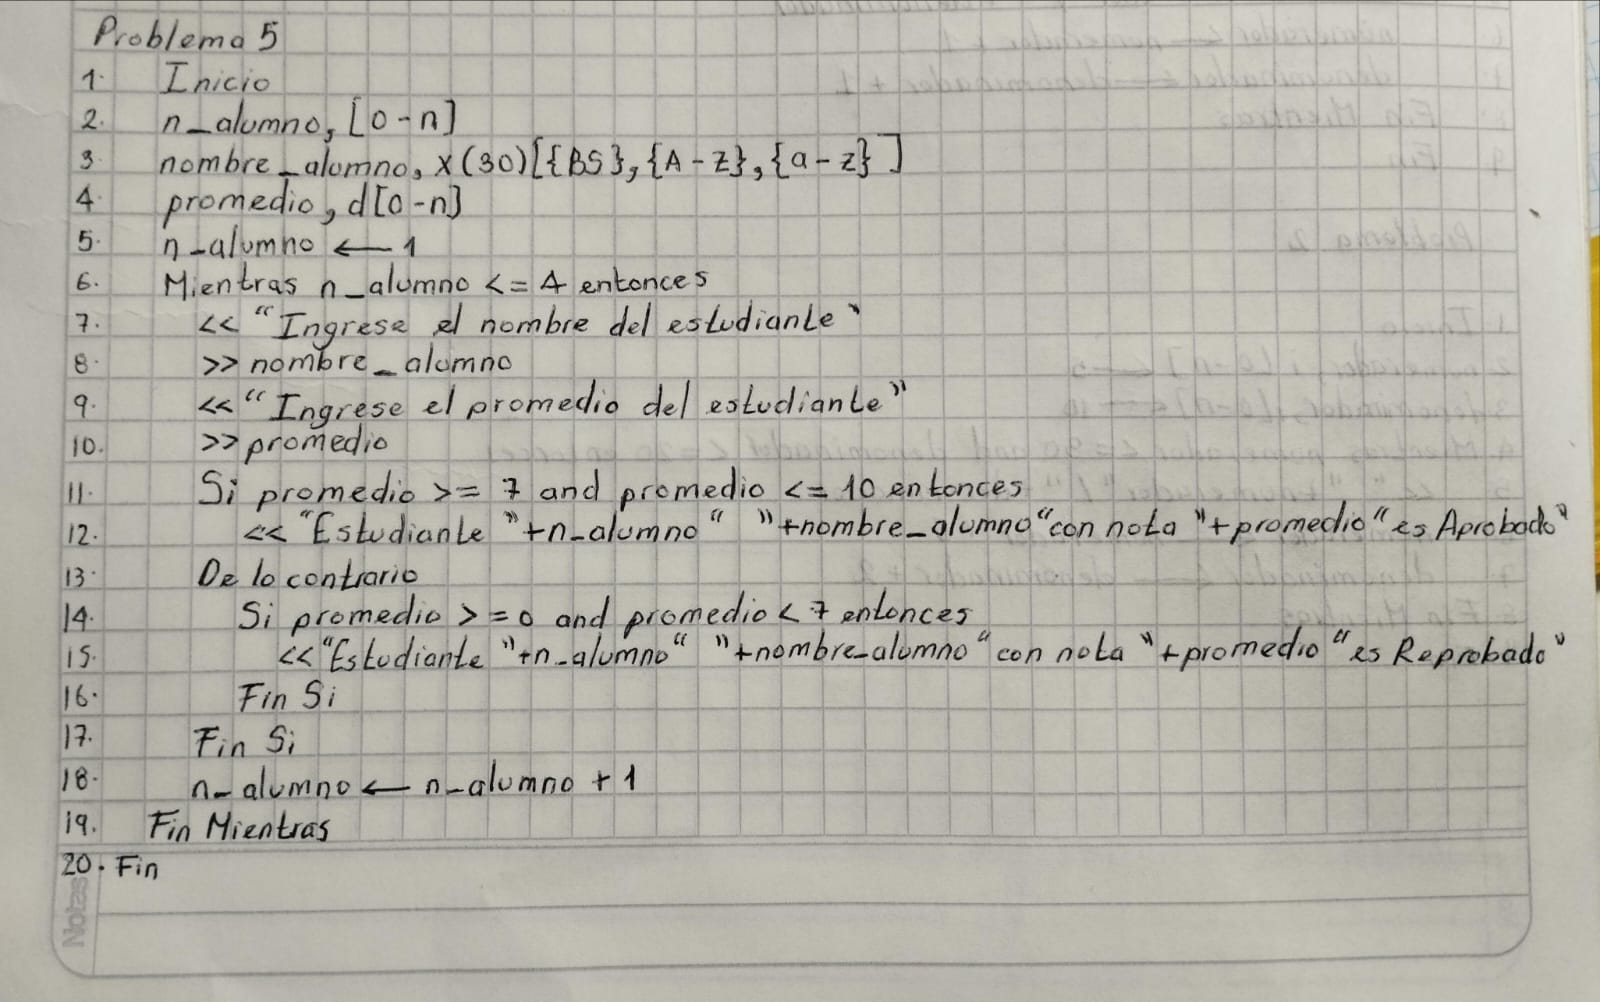 Problema 5
1. Inicio
2. n_alumno, [0-n]
3. nombre_alumno, X(30)[{BS}, {A-Z}, {a-z}]
4. promedio, d[0-n]
5. n_alumno ← 1
6. Mientras n_alumno <= 4 entonces
7. << "Ingrese el nombre del estudiante"
8. >> nombre_alumno
9. << "Ingrese el promedio del estudiante"
10. >> promedio
11. Si promedio >= 7 and promedio <= 10 entonces
12. << "Estudiante "+n_alumno" "+nombre_alumno"con nota "+promedio"es Aprobado"
13. De lo contrario
14. Si promedio >= 0 and promedio < 7 entonces
15. << "Estudiante "+n_alumno" "+nombre_alumno"con nota "+promedio"es Reprobado"
16. Fin Si
17. Fin Si
18. n_alumno ← n_alumno + 1
19. Fin Mientras
20. Fin
Notas